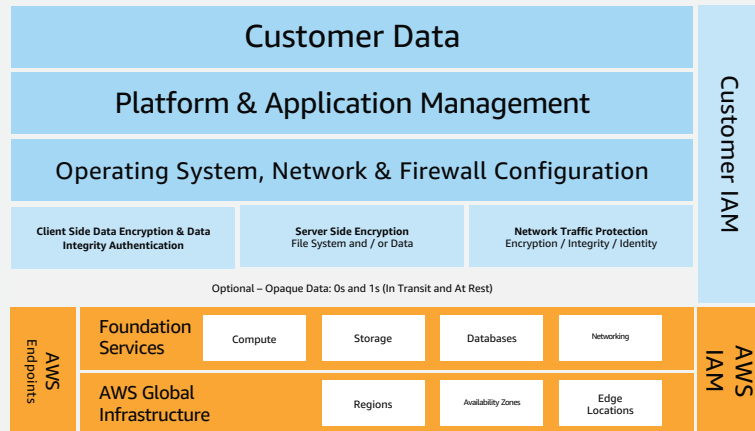 Customer Data
Platform & Application Management
Operating System, Network & Firewall Configuration
Client Side Data Encryption & Data
Integrity Authentication
Server Side Encryption
File System and / or Data
Network Traffic Protection
Encryption / Integrity / Identity
Customer IAM
Optional – Opaque Data: 0s and 1s (In Transit and At Rest)
AWS
Endpoints
Foundation
Services
Compute
Storage
Databases
Networking
AWS Global
Infrastructure
Regions
Availability Zones
Edge
Locations
AWS
IAM